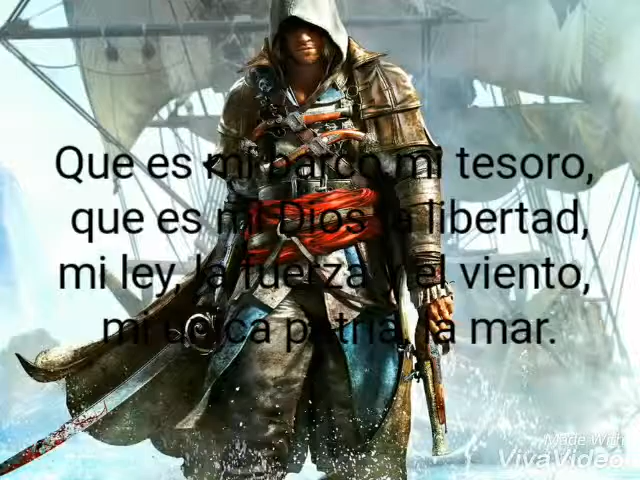 Que es mi barco mi tesoro,
que es mi Dios la libertad,
mi ley, la fuerza y el viento,
mi única patria, la mar.
Made With
VivaVideo